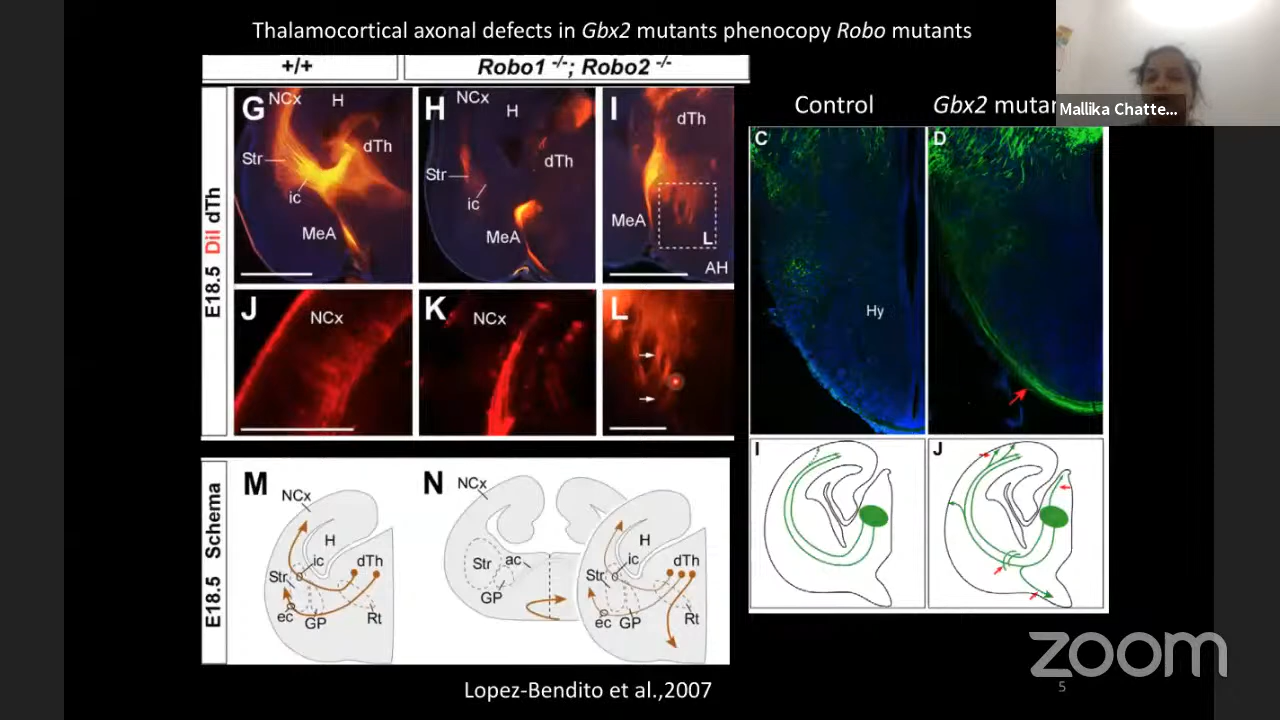 Thalamocortical axonal defects in Gbx2 mutants phenocopy Robo mutants
+/+
Robo1 -/-; Robo2 -/-
Control
Gbx2
Mallika Chatte...
E18.5 DiI dTh
G
NCx
H
Str
dTh
ic
MeA
H
NCx
H
Str
dTh
ic
MeA
I
dTh
MeA
L
AH
J
NCx
K
NCx
L
C
Hy
D
E18.5 Schema
M
NCx
H
ic
dTh
Str
ec
GP
Rt
N
NCx
Str
ac
GP
H
ic
dTh
Str
ec
GP
Rt
I
J
zoom
Lopez-Bendito et al.,2007
5